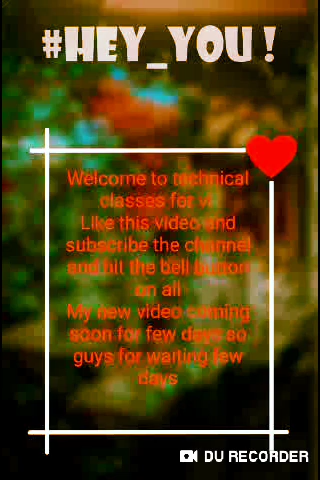 #HEY_YOU!
Welcome to technical
classes for v!
Like this video and
subscribe the channel
and hit the bell button
on all
My new video coming
soon for few days so
guys for waiting few
days
DU RECORDER